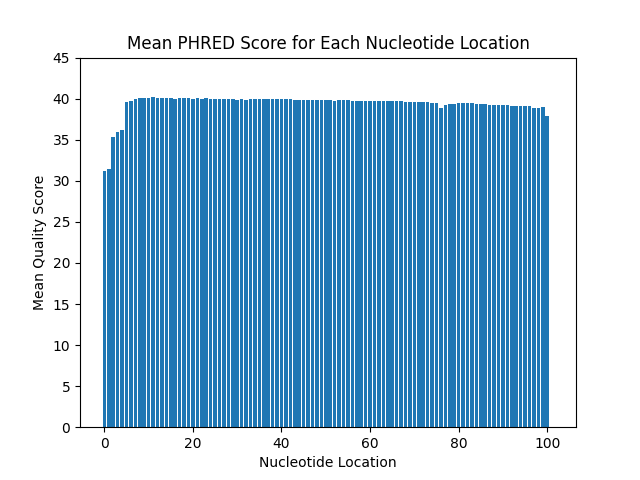 Mean PHRED Score for Each Nucleotide Location
45
40
35
30
25
20
15
10
5
0
Mean Quality Score
0 20 40 60 80 100
Nucleotide Location